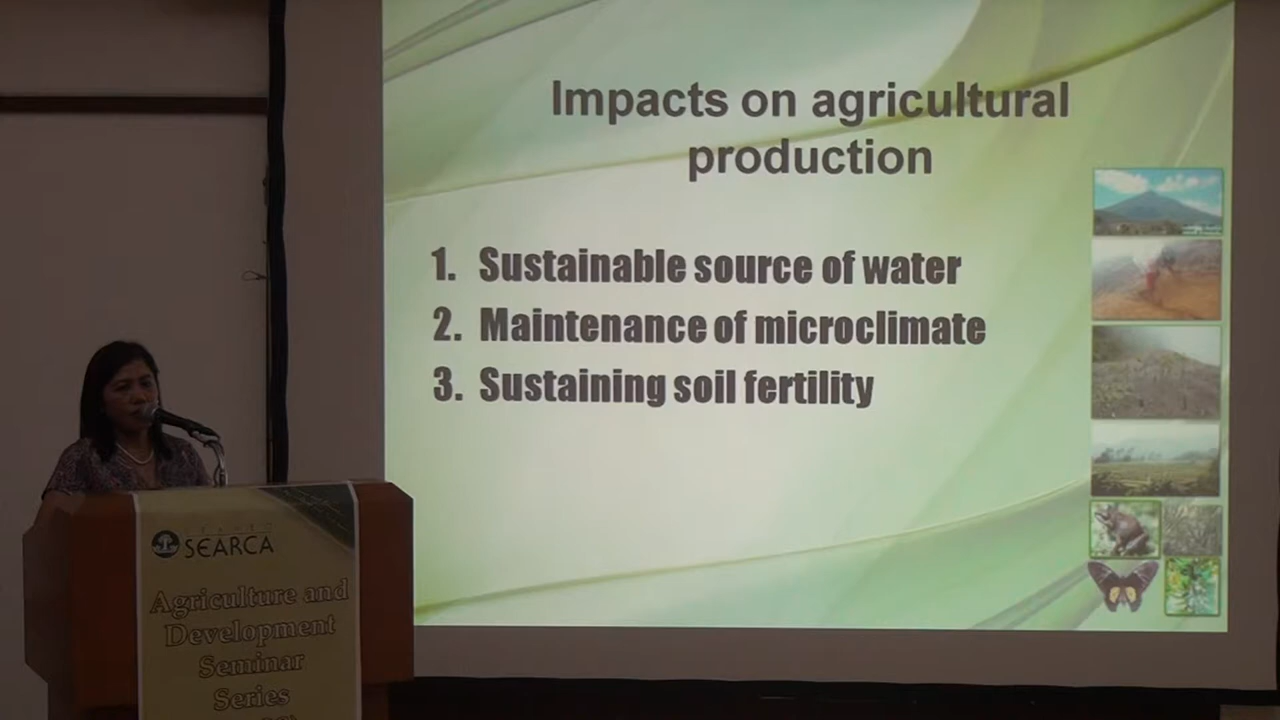 Impacts on agricultural
production
1. Sustainable source of water
2. Maintenance of microclimate
3. Sustaining soil fertility
SEARCA
Agriculture and
Development
Seminar
Series